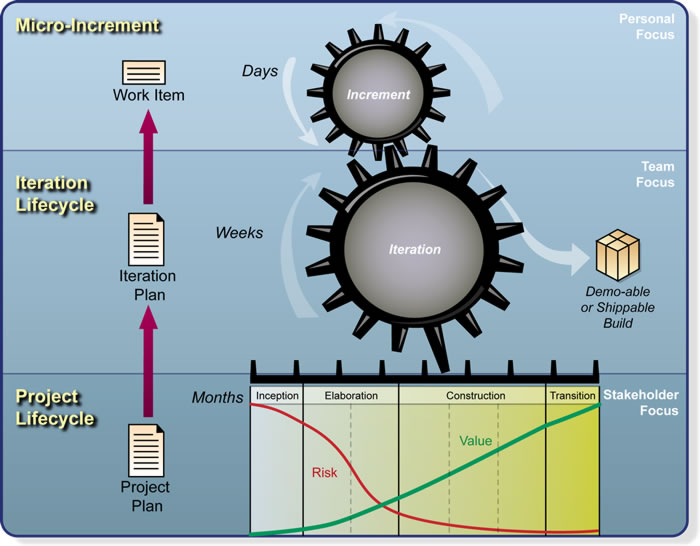 Micro-Increment
Personal
Focus
Days
Work Item
Increment
Iteration
Lifecycle
Team
Focus
Weeks
Iteration
Plan
Iteration
Demo-able
or Shippable
Build
Project
Lifecycle
Months
Inception
Elaboration
Construction
Transition
Stakeholder
Focus
Value
Risk
Project
Plan